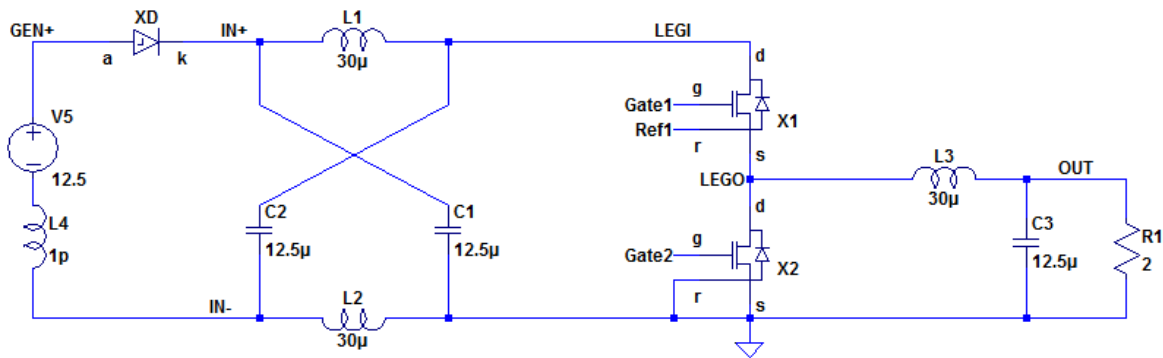 GEN+
XD
a
k
IN+
L1
30µ
LEGI
d
g
Gate1
Ref1
r
X1
s
V5
12.5
L4
1p
C2
12.5µ
C1
12.5µ
LEGO
L3
30µ
OUT
d
g
Gate2
r
X2
s
C3
12.5µ
R1
2
IN-
L2
30µ